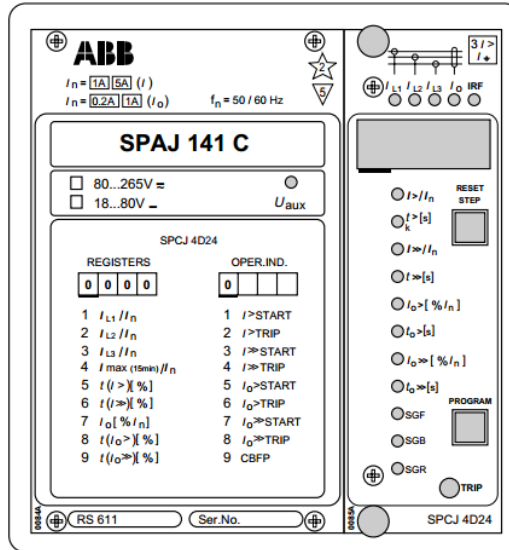 ABB
2
5
In = 1A 5A (I)
In = 0.2A 1A (Io)
fn = 50 / 60 Hz
SPAJ 141 C
80...265V
18...80V
Uaux
SPCJ 4D24
REGISTERS
0 0 0 0
1 IL1 /In
2 IL2 /In
3 IL3 /In
4 I max (15min) /In
5 t(I >)[ %]
6 t(I≫)[ %]
7 Io[ %In]
8 t(Io>)[ %]
9 t(Io≫)[ %]
OPER.IND.
0
1 I>START
2 I>TRIP
3 I≫START
4 I≫TRIP
5 Io>START
6 Io>TRIP
7 Io≫START
8 Io≫TRIP
9 CBFP
0084A
RS 611
Ser.No.
3 I >
I
IL1 IL2 IL3 Io IRF
I>/In
t>[s]
k
I≫/In
t≫[s]
Io>[ %In]
to>[s]
Io≫[ %In]
to≫[s]
SGF
SGB
SGR
RESET
STEP
PROGRAM
TRIP
0085A
SPCJ 4D24